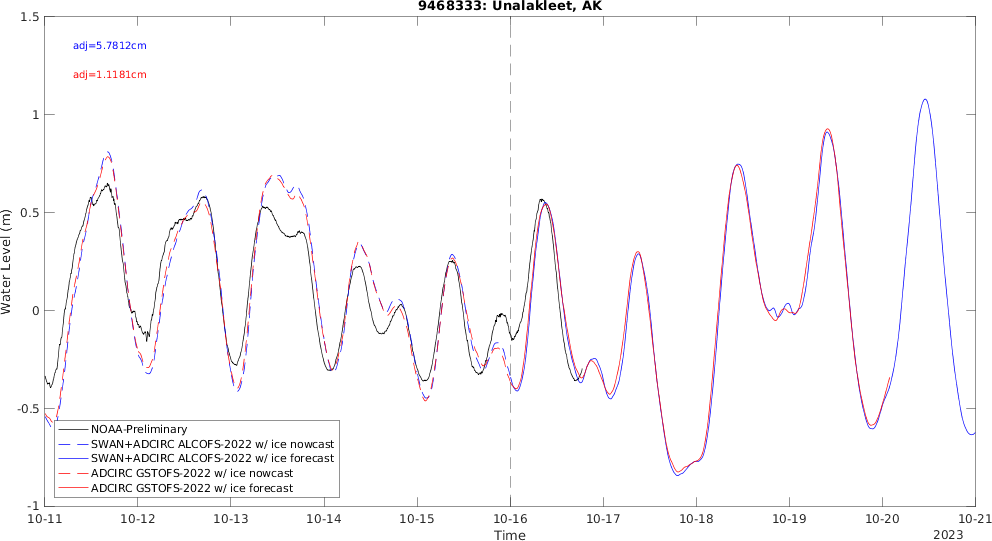 9468333: Unalakleet, AK
adj=5.7812cm
adj=1.1181cm
Water Level (m)
1.5
1
0.5
0
-0.5
-1
NOAA-Preliminary
SWAN+ADCIRC ALCOFS-2022 w/ ice nowcast
SWAN+ADCIRC ALCOFS-2022 w/ ice forecast
ADCIRC GSTOFS-2022 w/ ice nowcast
ADCIRC GSTOFS-2022 w/ ice forecast
10-11 10-12 10-13 10-14 10-15 10-16 10-17 10-18 10-19 10-20 10-21
Time
2023